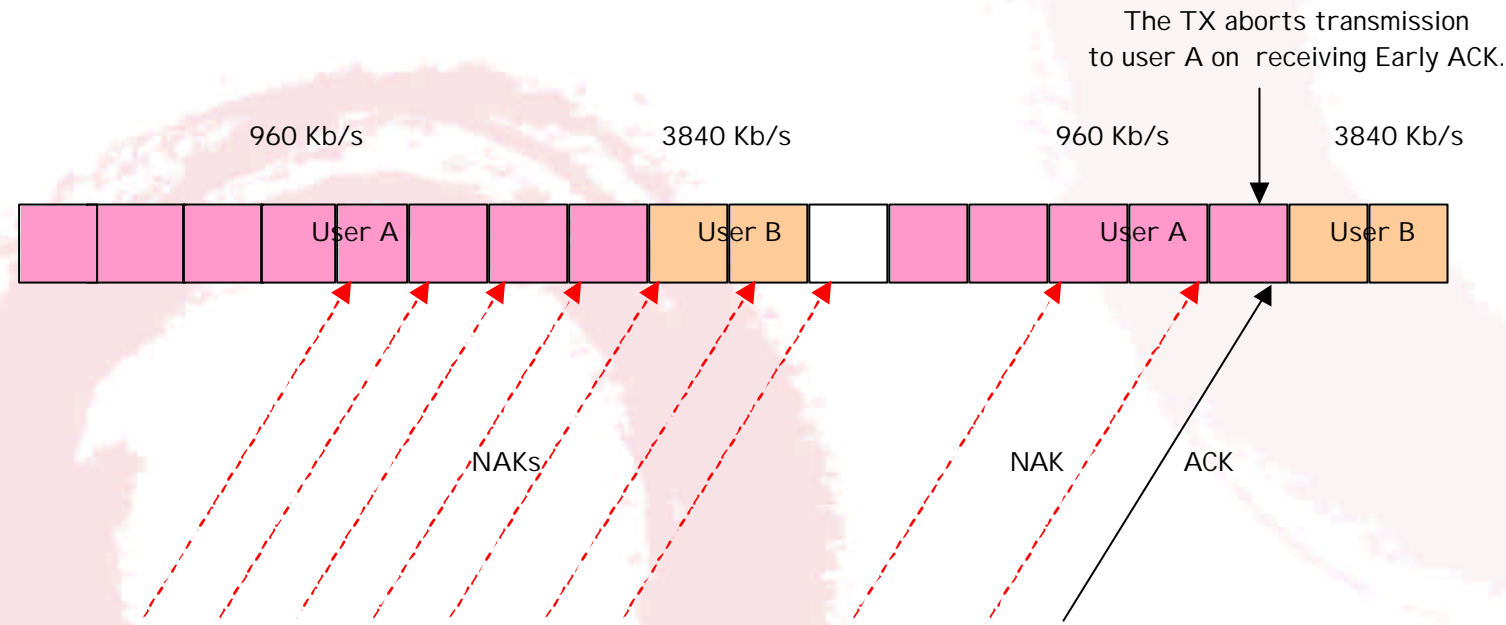 The TX aborts transmission
to user A on receiving Early ACK.
960 Kb/s
3840 Kb/s
960 Kb/s
3840 Kb/s
User A
User B
User A
User B
NAKs
NAK
ACK